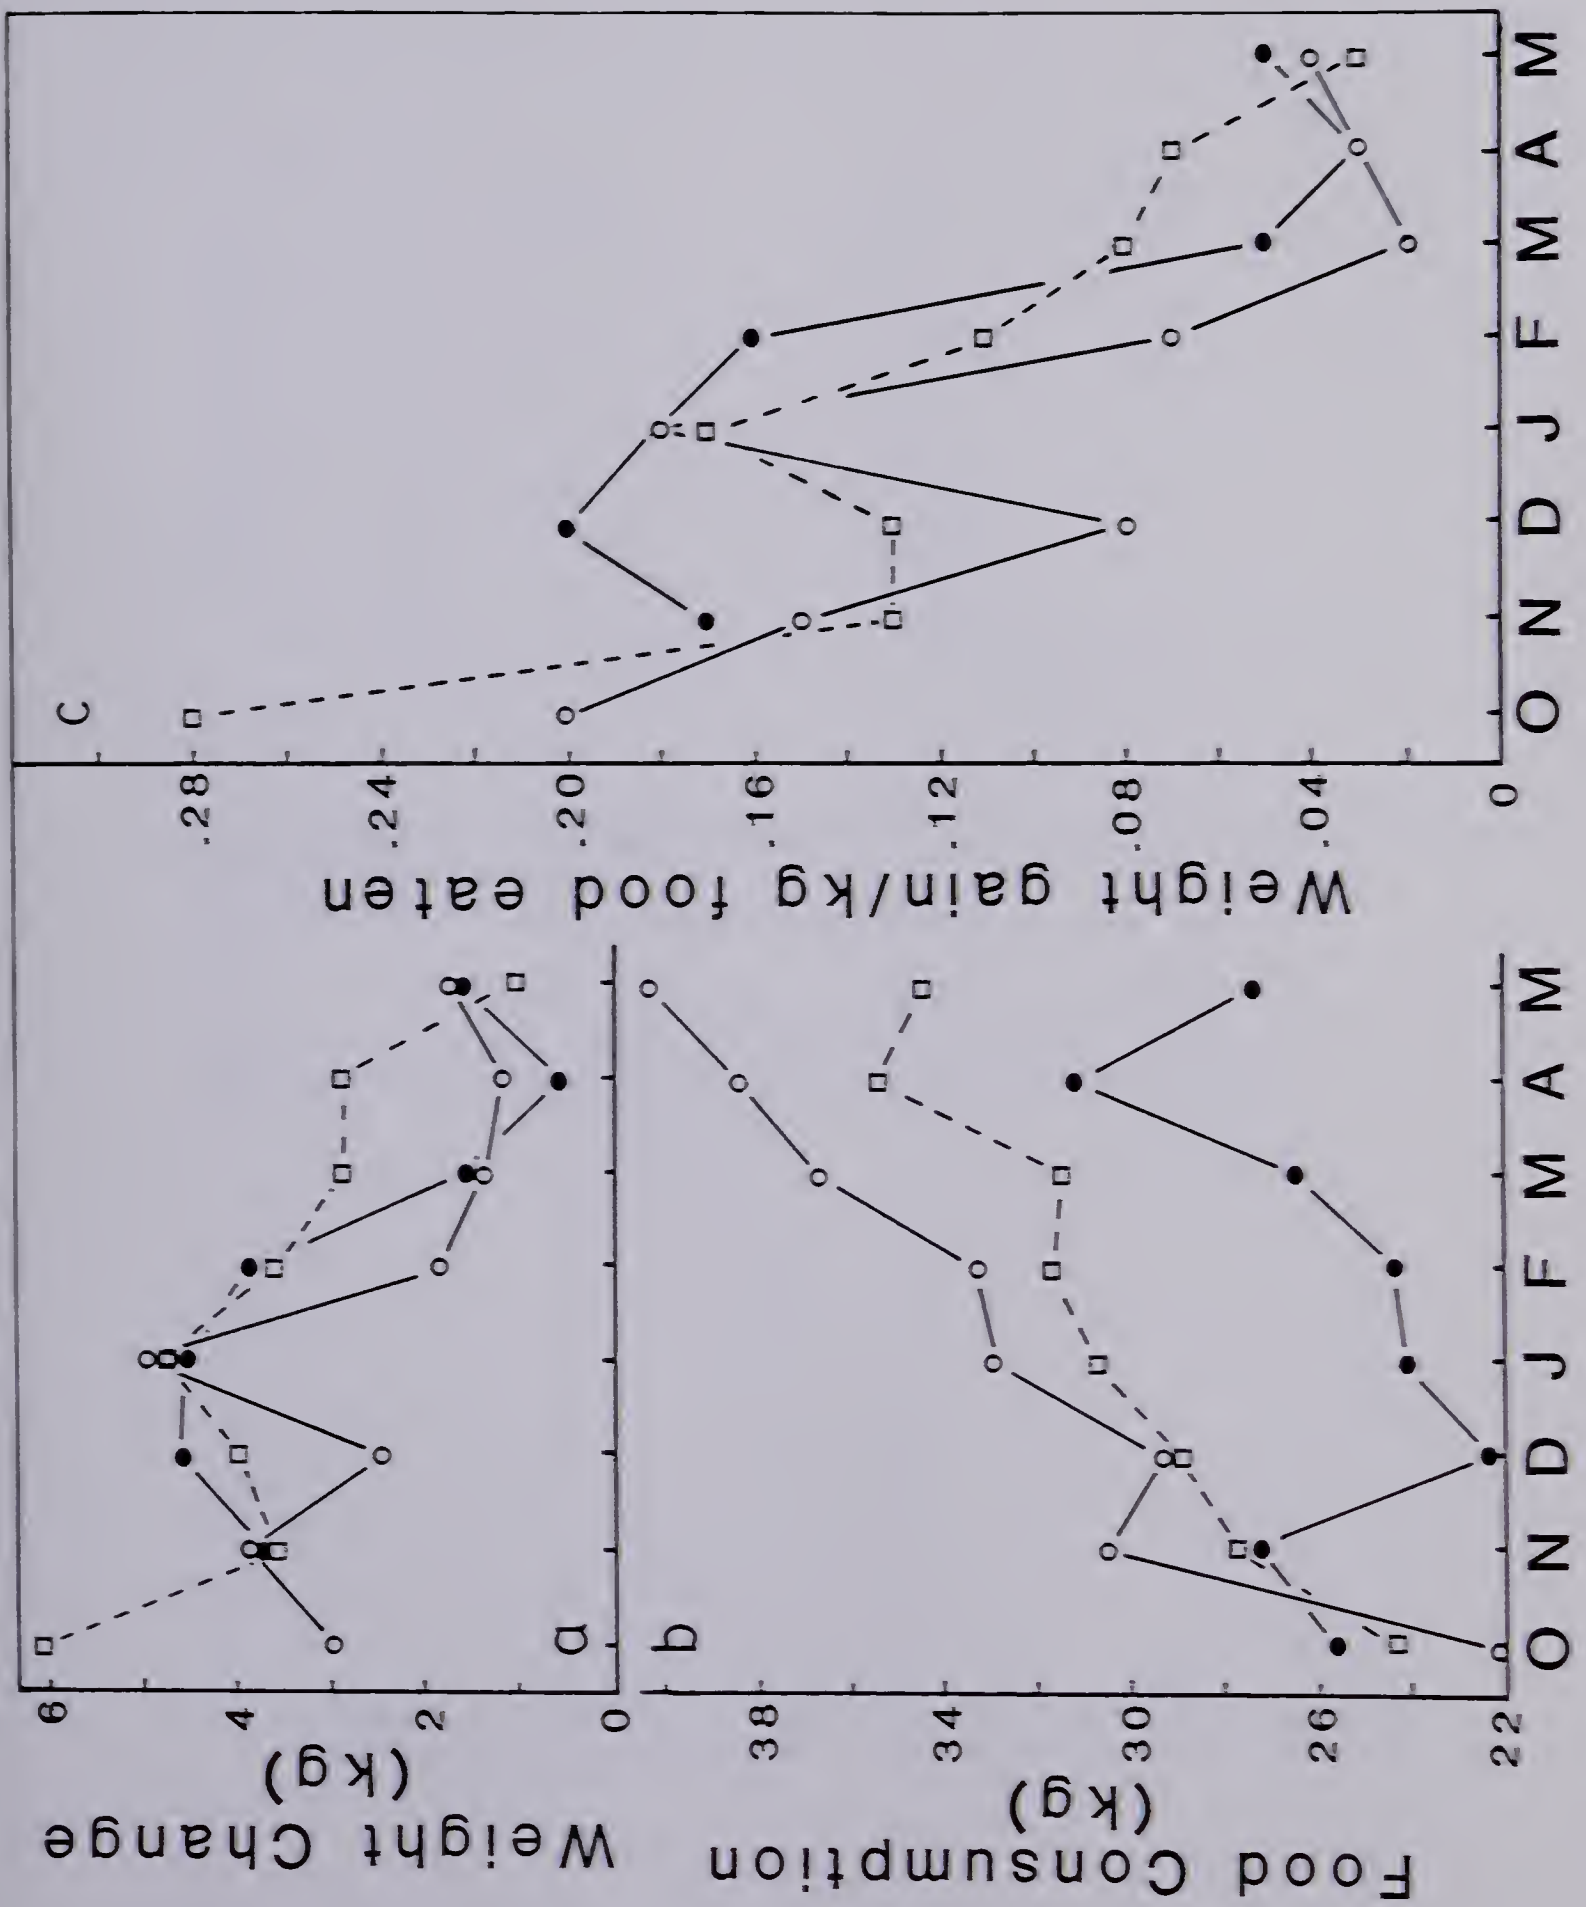 a
Weight Change
(kg)
6
4
2
0
b
Food Consumption
(kg)
38
34
30
26
22
O N D J F M A M
c
Weight gain/kg food eaten
.28
.24
.20
.16
.12
.08
.04
0
O N D J F M A M